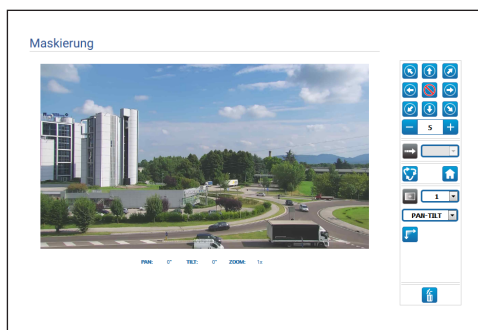 Maskierung
S
1
PAN-TILT
PAN: 0° TILT: 0° ZOOM: 1x